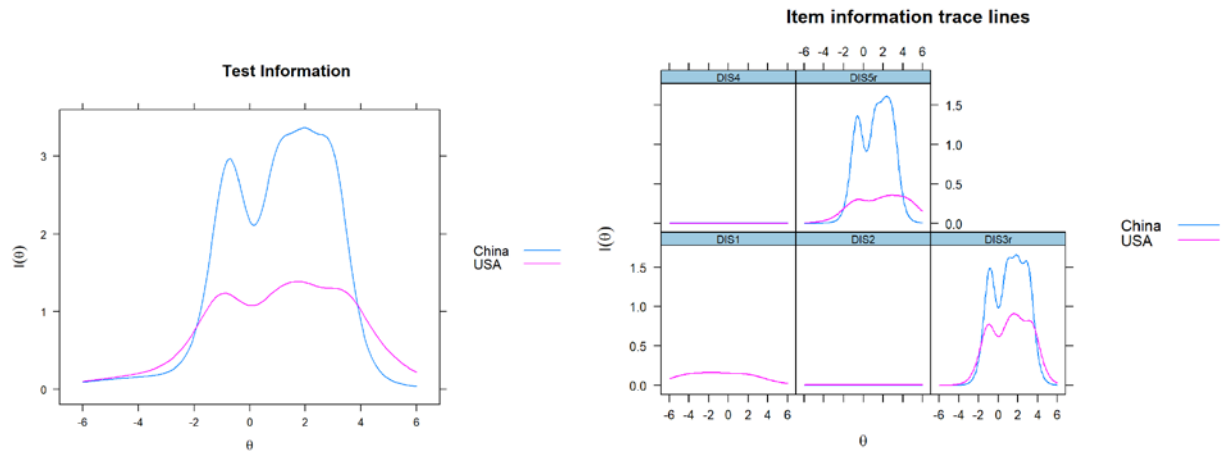 Test Information
I(θ)
3
2
1
0
-6 -4 -2 0 2 4 6
θ
China
USA
Item information trace lines
-6 -4 -2 0 2 4 6
DIS4 DIS5r
1.5
1.0
0.5
0.0
DIS1 DIS2 DIS3r
I(θ)
1.5
1.0
0.5
0.0
-6 -4 -2 0 2 4 6 -6 -4 -2 0 2 4 6
θ
China
USA